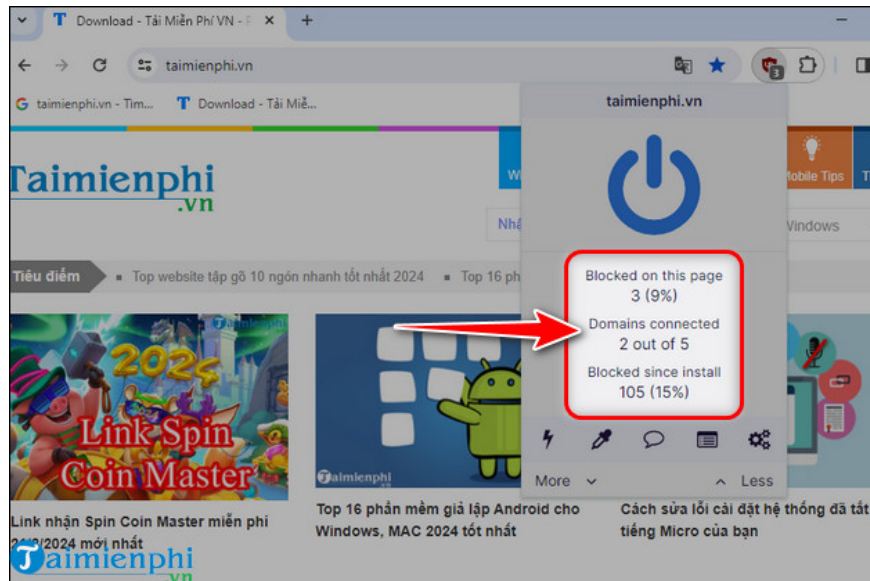 Download - Tải Miễn Phí VN - P
taimienphi.vn
3
taimienphi.vn - Tìm...
Download - Tải Miễ...
taimienphi.vn
Taimienphi
.vn
W
Mobile Tips
T
Nhậ
Windows
Tiêu điểm
Top website tập gõ 10 ngón nhanh tốt nhất 2024
Top 16 ph
Blocked on this page
3 (9%)
Domains connected
2 out of 5
Blocked since install
105 (15%)
More
Less
Taimienphi
2024
Link Spin
Coin Master
Taimienphi
Link nhận Spin Coin Master miễn phí
/2024 mới nhất
Top 16 phần mềm giả lập Android cho
Windows, MAC 2024 tốt nhất
Cách sửa lỗi cài đặt hệ thống đã tắt
tiếng Micro của bạn
Taimienphi
.vn